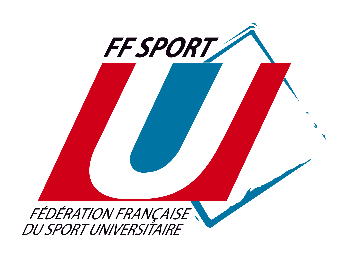 FF SPORT
U
FÉDÉRATION FRANÇAISE
DU SPORT UNIVERSITAIRE